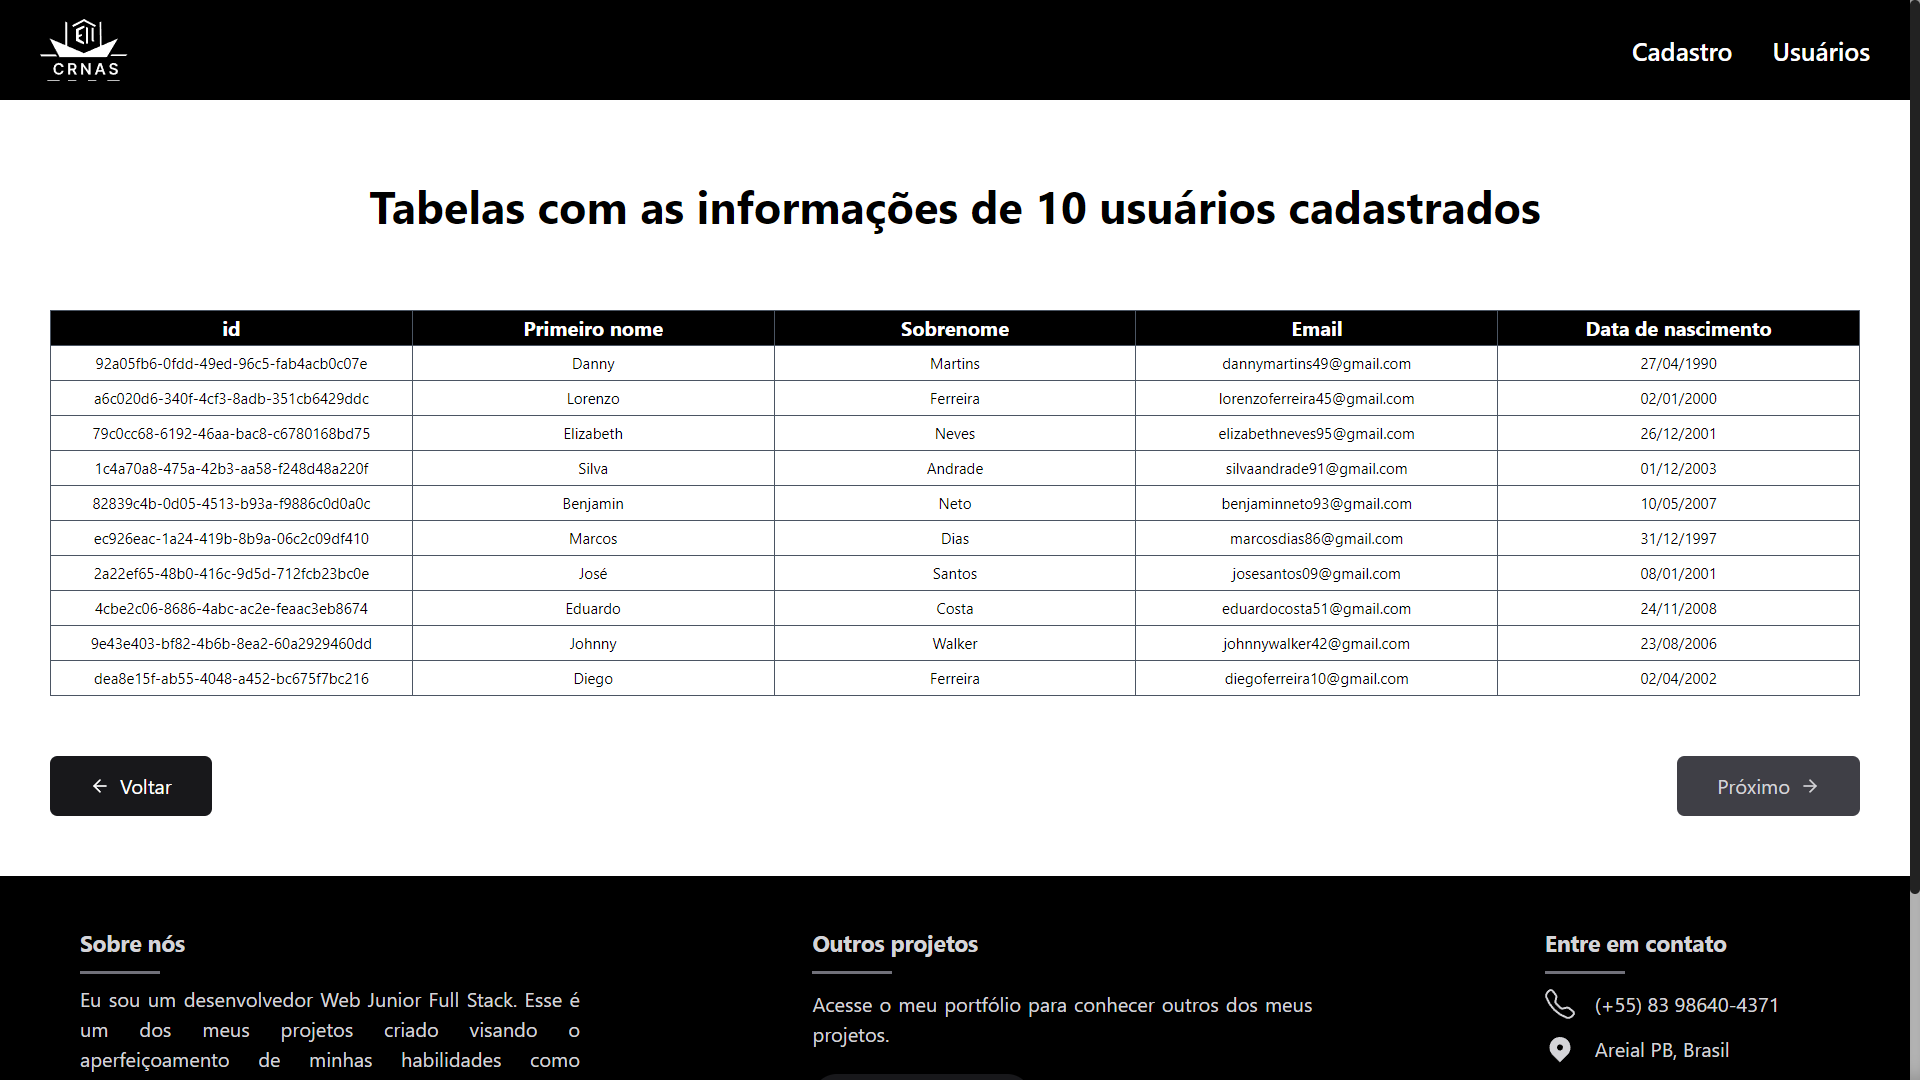 CRNAS
Cadastro Usuários
Tabelas com as informações de 10 usuários cadastrados
id Primeiro nome Sobrenome Email Data de nascimento
92a05fb6-0fdd-49ed-96c5-fab4acb0c07e Danny Martins dannymartins49@gmail.com 27/04/1990
a6c020d6-340f-4cf3-8adb-351cb6429ddc Lorenzo Ferreira lorenzoferreira45@gmail.com 02/01/2000
79c0cc68-6192-46aa-bac8-c6780168bd75 Elizabeth Neves elizabethneves95@gmail.com 26/12/2001
1c4a70a8-475a-42b3-aa58-f248d48a220f Silva Andrade silvaandrade91@gmail.com 01/12/2003
82839c4b-0d05-4513-b93a-f9886c0d0a0c Benjamin Neto benjaminneto93@gmail.com 10/05/2007
ec926eac-1a24-419b-8b9a-06c2c09df410 Marcos Dias marcosdias86@gmail.com 31/12/1997
2a22ef65-48b0-416c-9d5d-712fcb23bc0e José Santos josesantos09@gmail.com 08/01/2001
4cbe2c06-8686-4abc-ac2e-feaac3eb8674 Eduardo Costa eduardocosta51@gmail.com 24/11/2008
9e43e403-bf82-4b6b-8ea2-60a2929460dd Johnny Walker johnnywalker42@gmail.com 23/08/2006
dea8e15f-ab55-4048-a452-bc675f7bc216 Diego Ferreira diegoferreira10@gmail.com 02/04/2002
Voltar
Próximo
Sobre nós
Eu sou um desenvolvedor Web Junior Full Stack. Esse é
um dos meus projetos criado visando o
aperfeiçoamento de minhas habilidades como
Outros projetos
Acesse o meu portfólio para conhecer outros dos meus
projetos.
Entre em contato
(+55) 83 98640-4371
Areial PB, Brasil